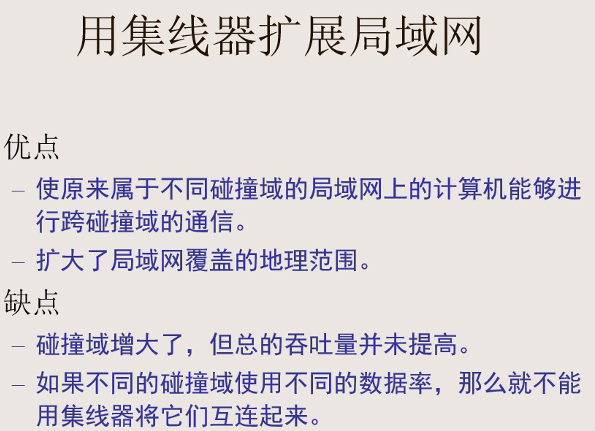 用集线器扩展局域网
优点
– 使原来属于不同碰撞域的局域网上的计算机能够进
行跨碰撞域的通信。
– 扩大了局域网覆盖的地理范围。
缺点
– 碰撞域增大了，但总的吞吐量并未提高。
– 如果不同的碰撞域使用不同的数据率，那么就不能
用集线器将它们互连起来。